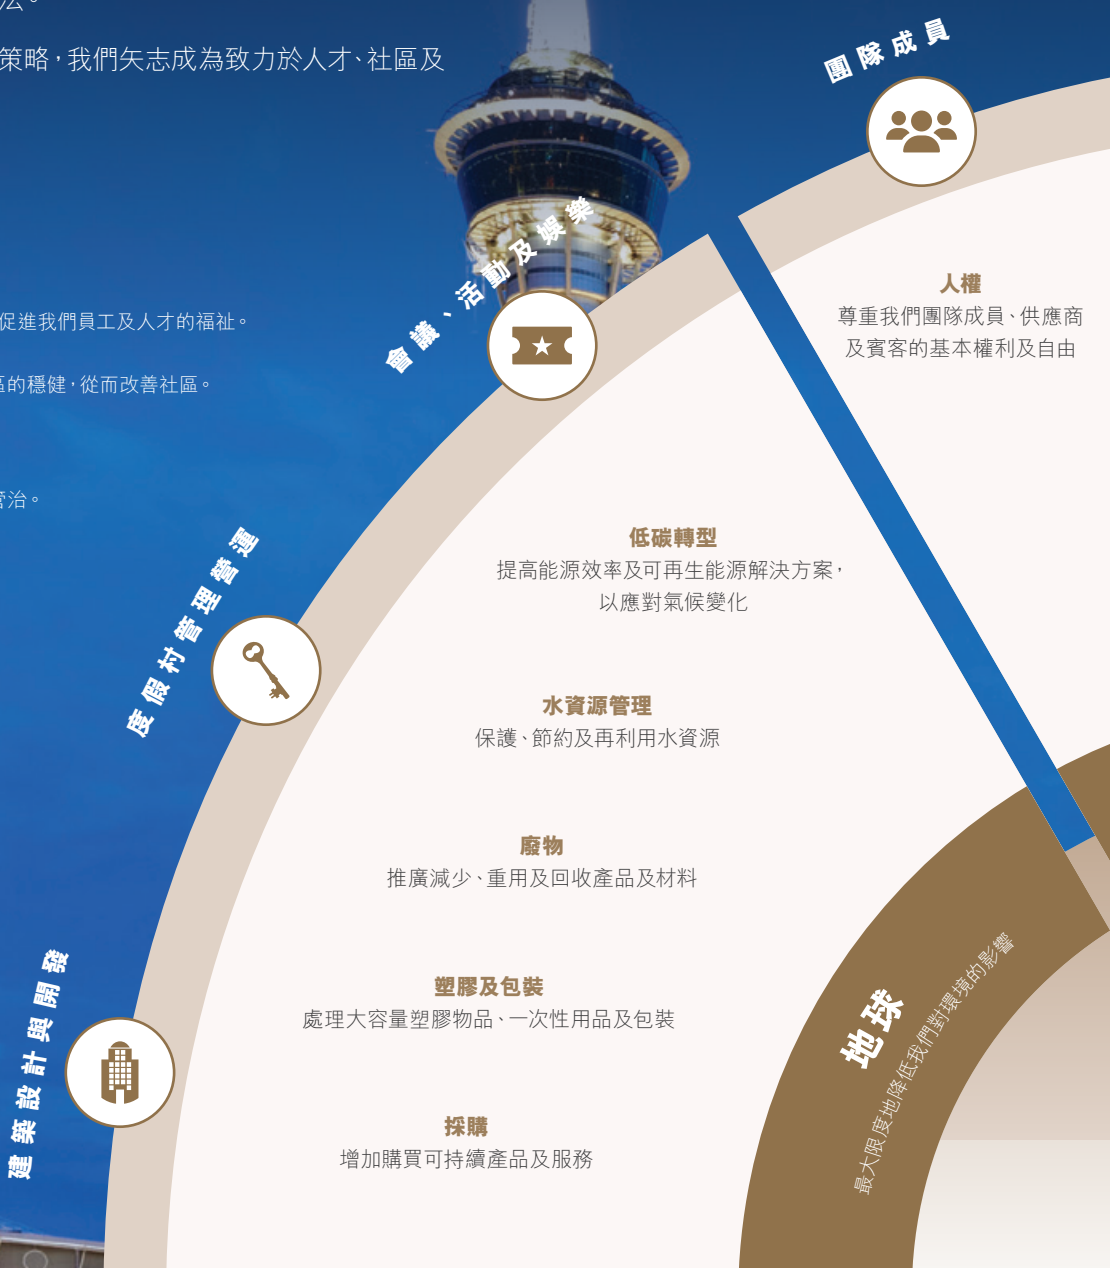 法。
策略，我們矢志成為致力於人才、社區及
促進我們員工及人才的福祉。
區的穩健，從而改善社區。
管治。
團隊成員
會議、活動及娛樂
度假村管理營運
建築設計與開發
人權
尊重我們團隊成員、供應商
及賓客的基本權利及自由
低碳轉型
提高能源效率及可再生能源解決方案，
以應對氣候變化
水資源管理
保護、節約及再利用水資源
廢物
推廣減少、重用及回收產品及材料
塑膠及包裝
處理大容量塑膠物品、一次性用品及包裝
採購
增加購買可持續產品及服務
地球
最大限度地降低我們對環境的影響